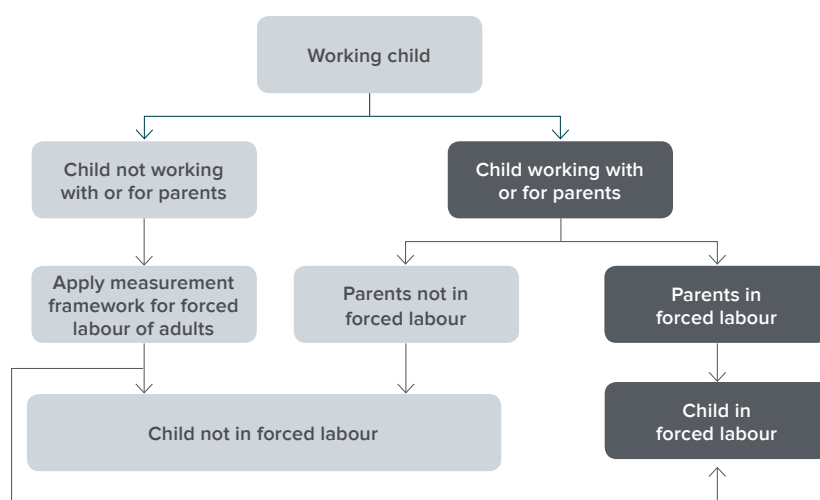 Working child
Child not working
with or for parents
Child working with
or for parents
Apply measurement
framework for forced
labour of adults
Parents not in
forced labour
Parents in
forced labour
Child not in forced labour
Child in
forced labour